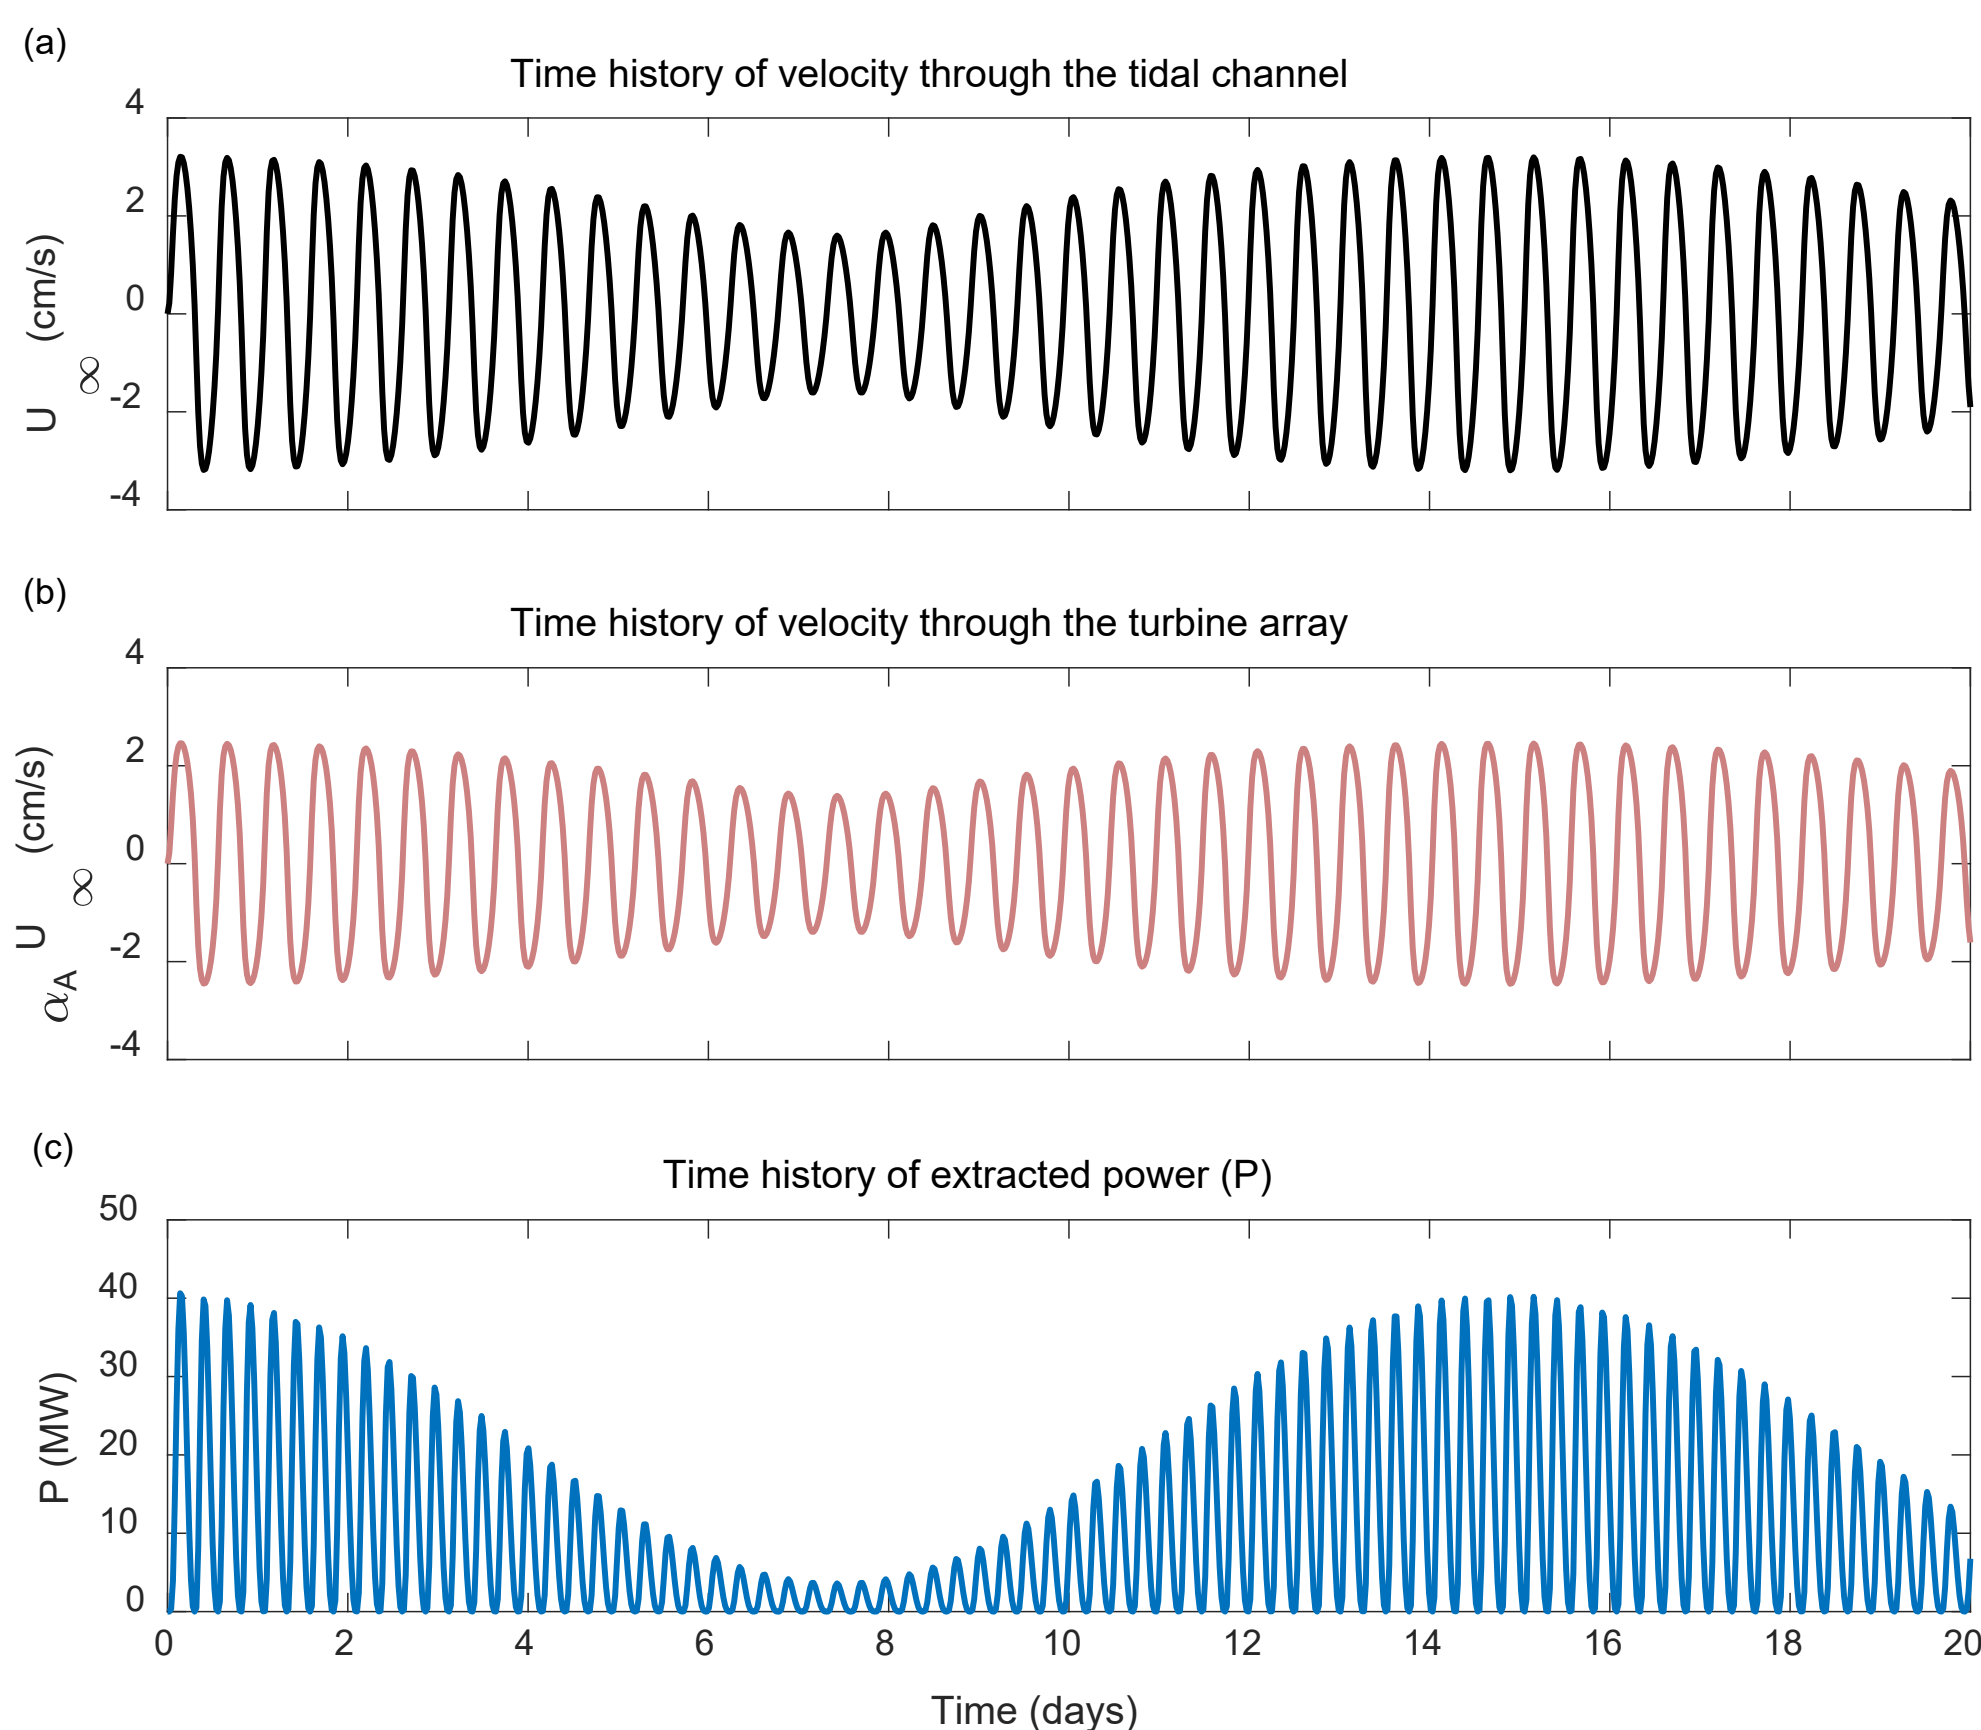 (a)
Time history of velocity through the tidal channel
4
2
0
-2
-4
U∞ (cm/s)
(b)
Time history of velocity through the turbine array
4
2
0
-2
-4
αA U∞ (cm/s)
(c)
Time history of extracted power (P)
50
40
30
20
10
0
P (MW)
0 2 4 6 8 10 12 14 16 18 20
Time (days)